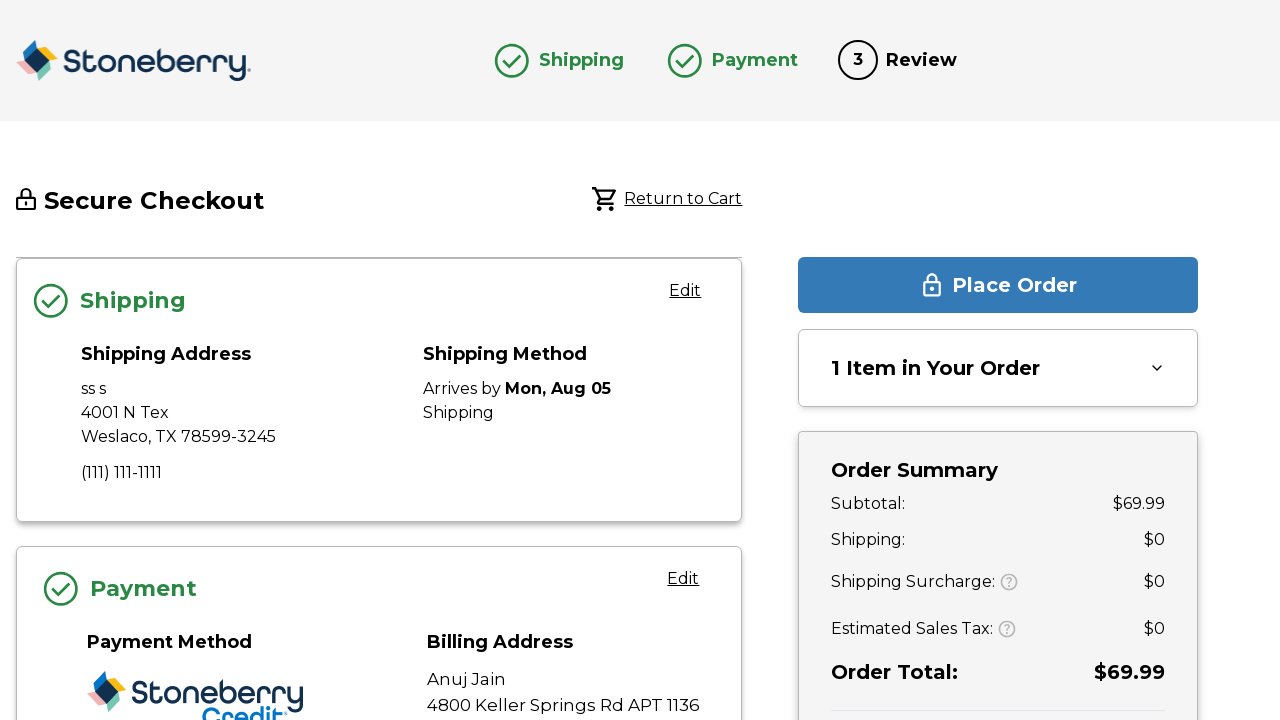 Stoneberry.
Shipping
Payment
3 Review
Secure Checkout
Return to Cart
Shipping
Edit
Shipping Address
ss s
4001 N Tex
Weslaco, TX 78599-3245
(111) 111-1111
Shipping Method
Arrives by Mon, Aug 05
Shipping
Payment
Edit
Payment Method
Stoneberry
Credit
Billing Address
Anuj Jain
4800 Keller Springs Rd APT 1136
Place Order
1 Item in Your Order
Order Summary
Subtotal: $69.99
Shipping: $0
Shipping Surcharge: ? $0
Estimated Sales Tax: ? $0
Order Total: $69.99